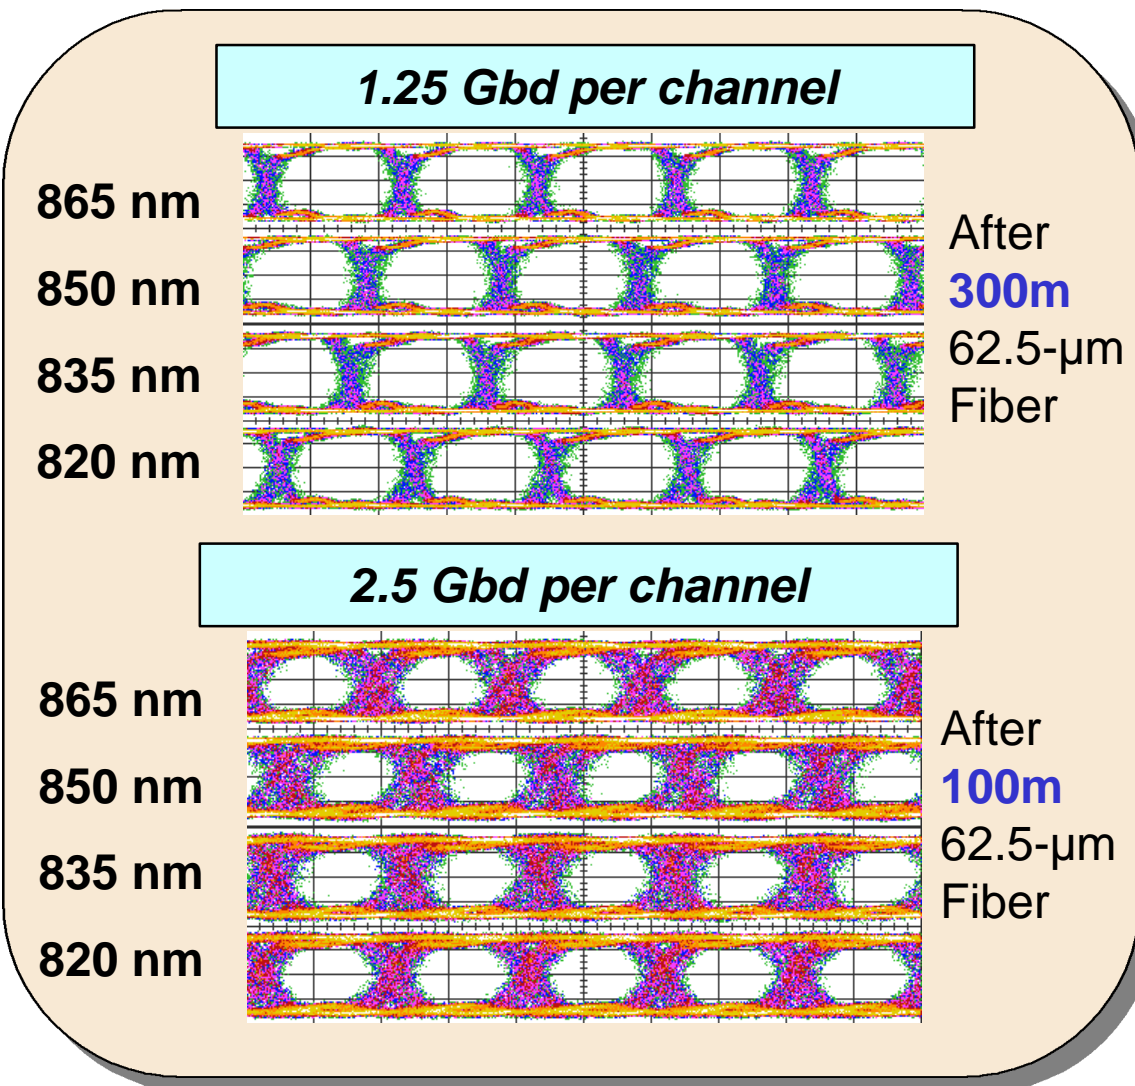 1.25 Gbd per channel
865 nm
850 nm
835 nm
820 nm
After
300m
62.5-µm
Fiber
2.5 Gbd per channel
865 nm
850 nm
835 nm
820 nm
After
100m
62.5-µm
Fiber